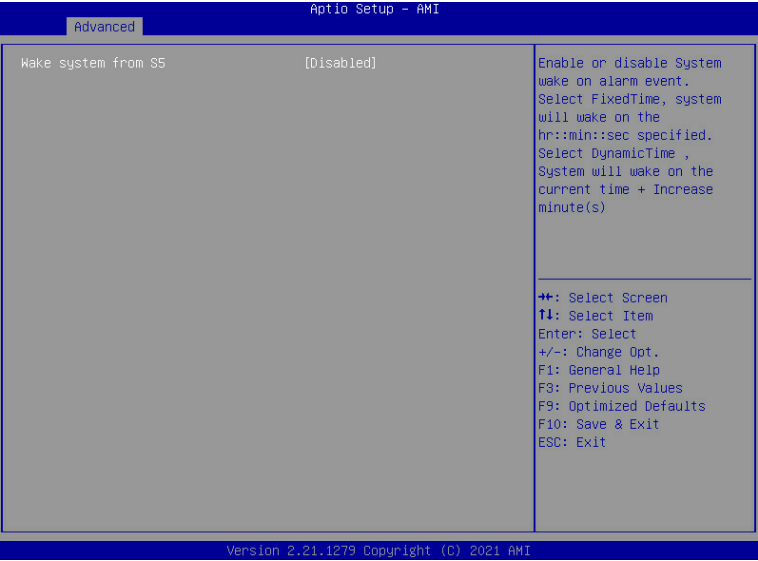 Aptio Setup - AMI
Advanced
Wake system from S5 [Disabled]
Enable or disable System
wake on alarm event.
Select FixedTime, system
will wake on the
hr::min::sec specified.
Select DynamicTime ,
System will wake on the
current time + Increase
minute(s)
→←: Select Screen
↑↓: Select Item
Enter: Select
+/-: Change Opt.
F1: General Help
F3: Previous Values
F9: Optimized Defaults
F10: Save & Exit
ESC: Exit
Version 2.21.1279 Copyright (C) 2021 AMI